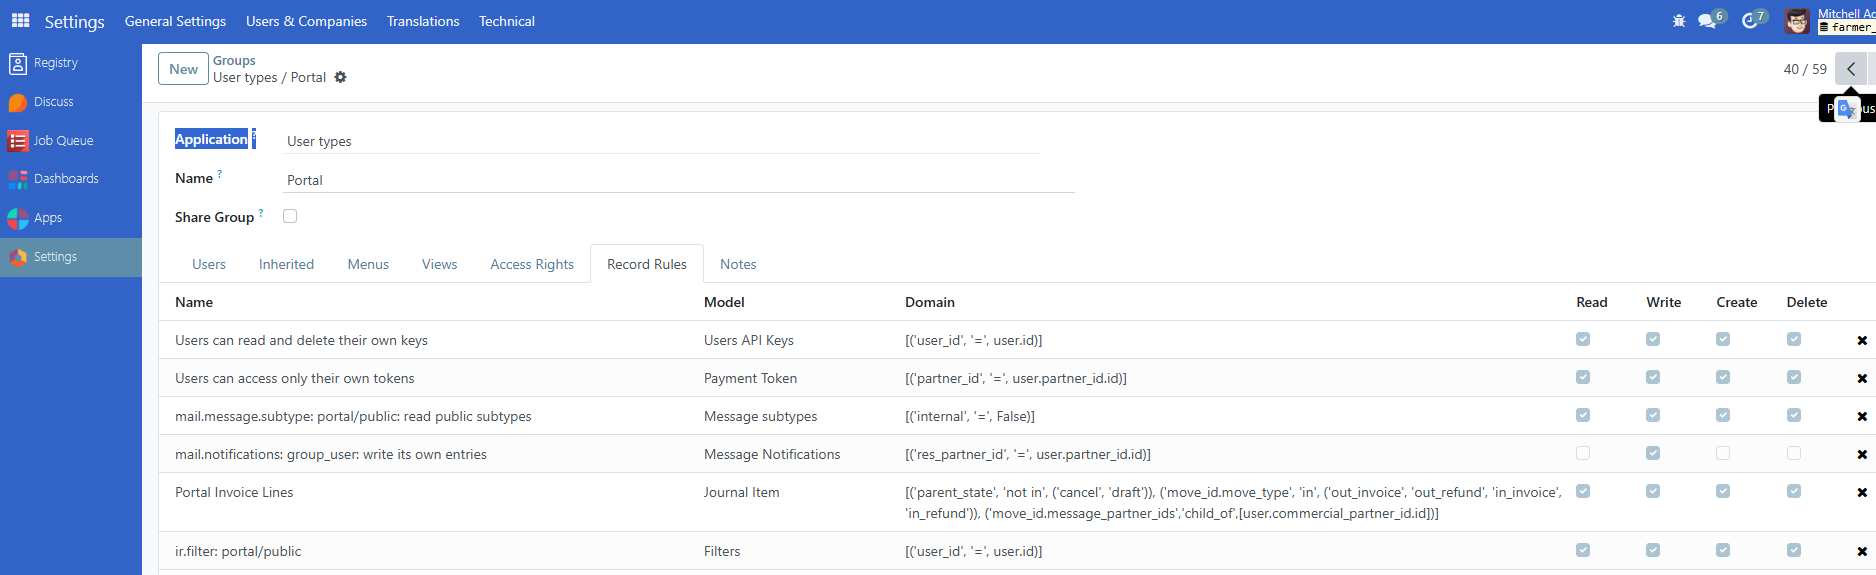 Settings General Settings Users & Companies Translations Technical 6 7 Mitchell
farmer_
Registry
Discuss
Job Queue
Dashboards
Apps
Settings
New Groups
User types / Portal
40 / 59
Application ? User types
Name ? Portal
Share Group ?
Users Inherited Menus Views Access Rights Record Rules Notes
Name Model Domain Read Write Create Delete
Users can read and delete their own keys Users API Keys [('user_id', '=', user.id)]
Users can access only their own tokens Payment Token [('partner_id', '=', user.partner_id.id)]
mail.message.subtype: portal/public: read public subtypes Message subtypes [('internal', '=', False)]
mail.notifications: group_user: write its own entries Message Notifications [('res_partner_id', '=', user.partner_id.id)]
Portal Invoice Lines Journal Item [('parent_state', 'not in', ('cancel', 'draft')), ('move_id.move_type', 'in', ('out_invoice', 'out_refund', 'in_invoice',
'in_refund')), ('move_id.message_partner_ids','child_of',[user.commercial_partner_id.id])]
ir.filter: portal/public Filters [('user_id', '=', user.id)]